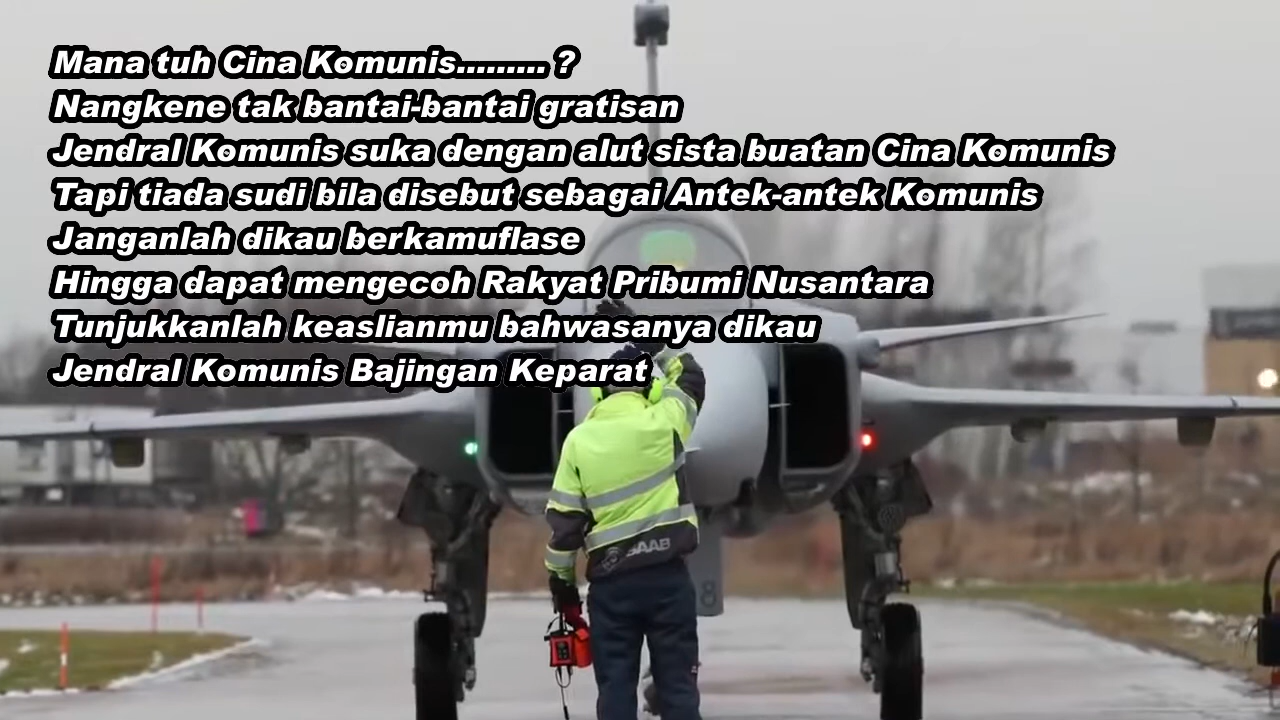 Mana tuh Cina Komunis......... ?
Nangkene tak bantai-bantai gratisan
Jendral Komunis suka dengan alut sista buatan Cina Komunis
Tapi tiada sudi bila disebut sebagai Antek-antek Komunis
Janganlah dikau berkamuflase
Hingga dapat mengecoh Rakyat Pribumi Nusantara
Tunjukkanlah keaslianmu bahwasanya dikau
Jendral Komunis Bajingan Keparat
SAAB
SAAB
8